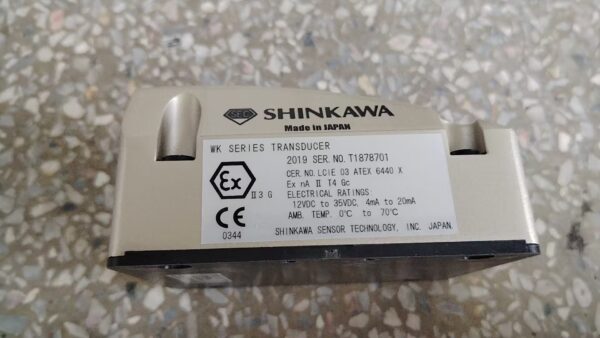 SEC SHINKAWA
Made in JAPAN
WK SERIES TRANSDUCER
2019 SER. NO. T1878701
CER. NO. LCIE 03 ATEX 6440 X
Ex II 3 G
Ex nA II T4 Gc
ELECTRICAL RATINGS:
12VDC to 35VDC, 4mA to 20mA
AMB. TEMP. 0℃ to 70℃
CE
0344
SHINKAWA SENSOR TECHNOLOGY, INC. JAPAN